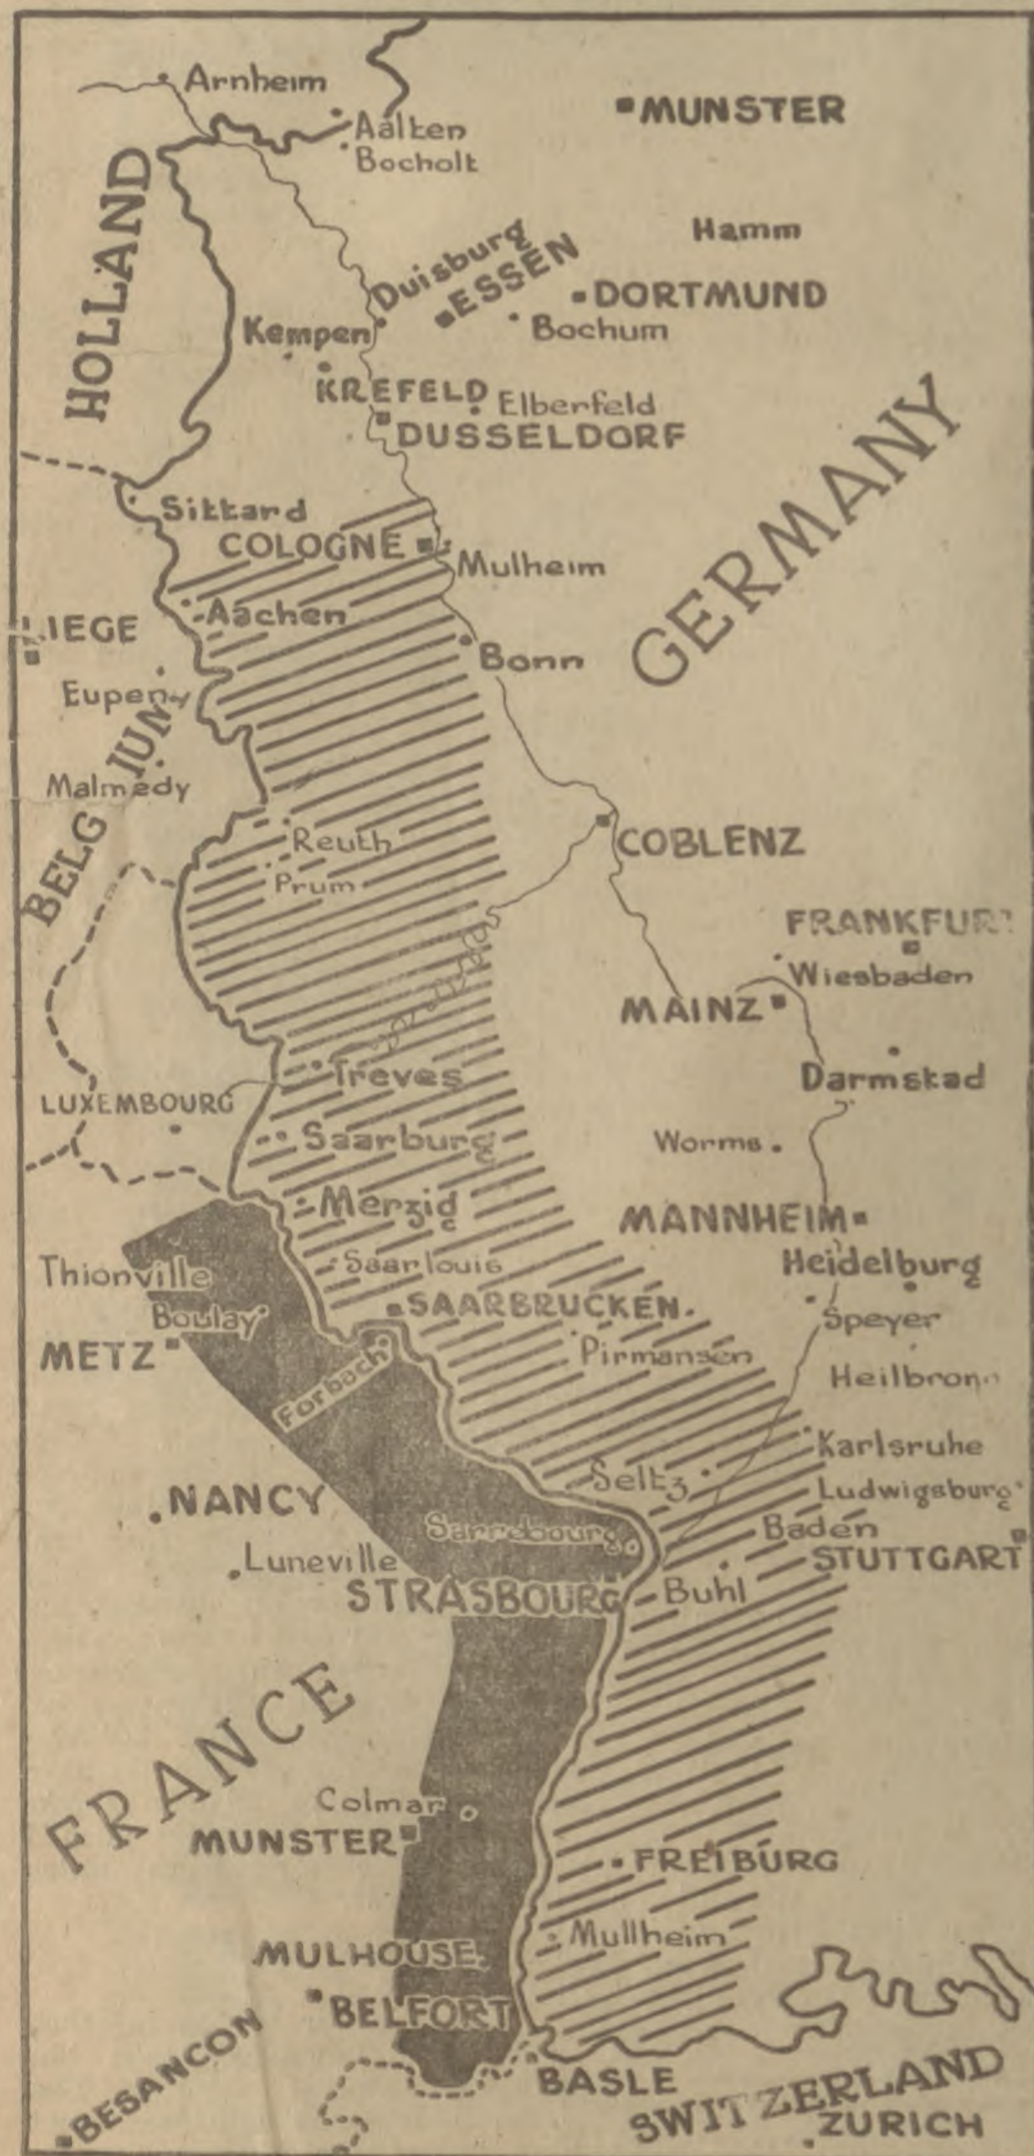 Arnheim
MUNSTER
Aalten
Bocholt
HOLLAND
Hamm
Duisburg
ESSEN
DORTMUND
Bochum
Kempen
KREFELD
Elberfeld
DUSSELDORF
GERMANY
Sittard
COLOGNE
Mulheim
Aachen
IEGE
Bonn
Eupen
BELGIUM
Malmedy
Reuth
COBLENZ
Prum
FRANKFUR
Wiesbaden
MAINZ
Treves
Darmstad
LUXEMBOURG
Saarburg
Worms
Merzig
MANNHEIM
Thionville
Saarlouis
Heidelburg
Boulay
SAARBRUCKEN
Speyer
METZ
Forbach
Pirmansen
Heilbron
Karlsruhe
Seltz
Ludwigsburg
NANCY
Sarrebourg
Baden
Luneville
STUTTGART
STRASBOURG
Buhl
FRANCE
Colmar
MUNSTER
FREIBURG
Mullheim
MULHOUSE
BELFORT
BESANCON
BASLE
SWITZERLAND
ZURICH